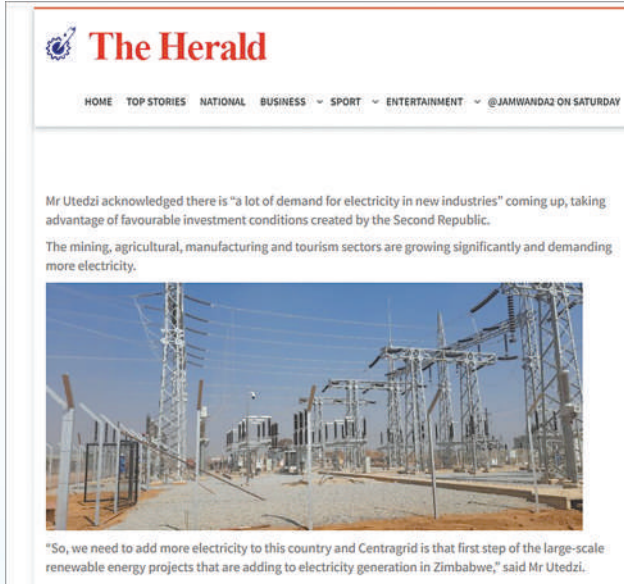 The Herald
HOME TOP STORIES NATIONAL BUSINESS SPORT ENTERTAINMENT @JAMWANDA2 ON SATURDAY
Mr Utedzi acknowledged there is “a lot of demand for electricity in new industries” coming up, taking
advantage of favourable investment conditions created by the Second Republic.
The mining, agricultural, manufacturing and tourism sectors are growing significantly and demanding
more electricity.
“So, we need to add more electricity to this country and Centragrid is that first step of the large-scale
renewable energy projects that are adding to electricity generation in Zimbabwe,” said Mr Utedzi.